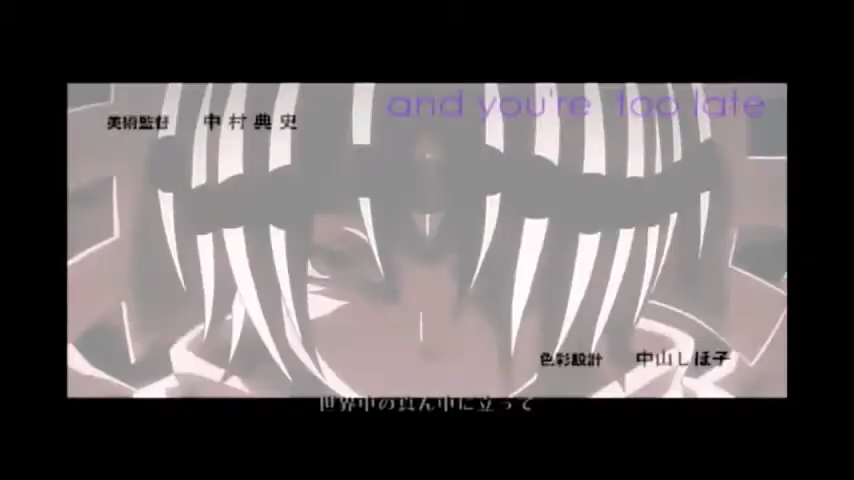 and you're too late
美術監督 中村典史
色彩設計 中山しほ子
世界中の真ん中に立って